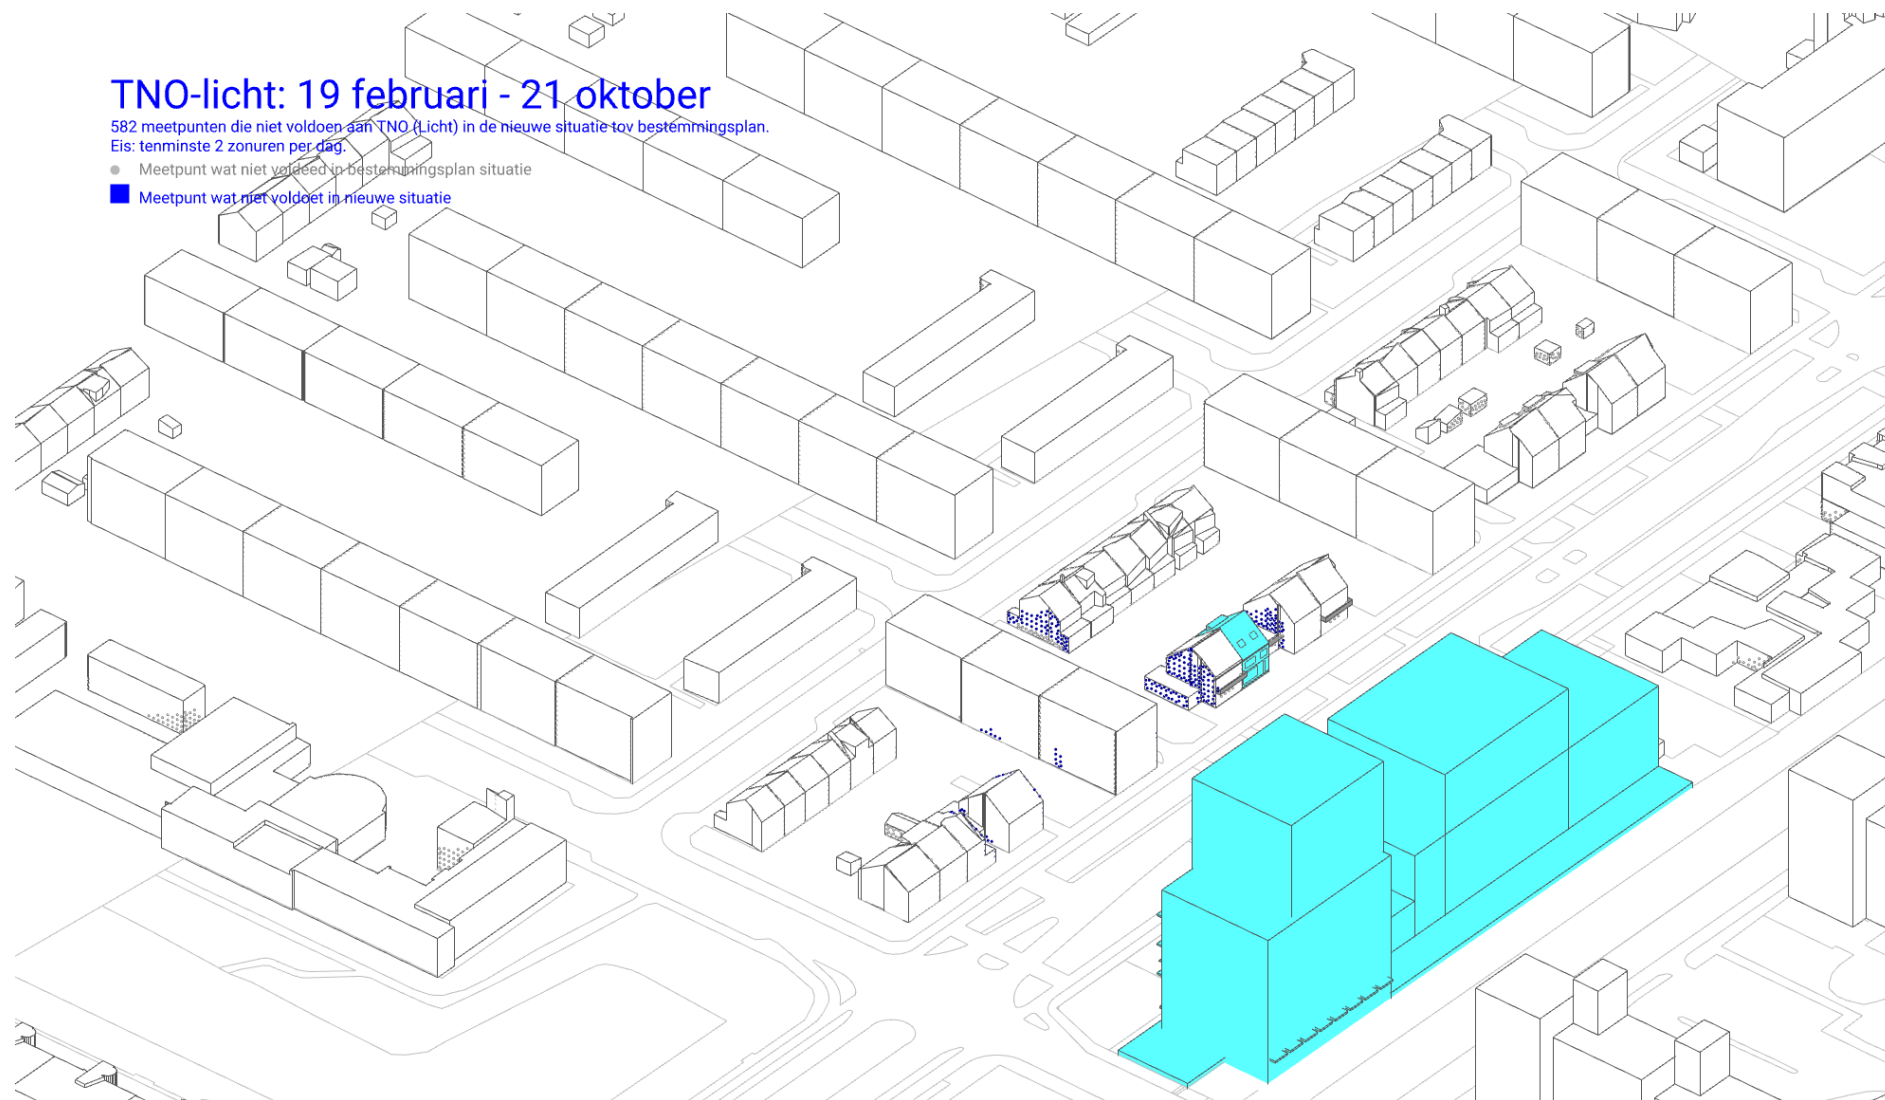 TNO-licht: 19 februari - 21 oktober
582 meetpunten die niet voldoen aan TNO (Licht) in de nieuwe situatie tov bestemmingsplan.
Eis: tenminste 2 zonuren per dag.
Meetpunt wat niet voldeed in bestemmingsplan situatie
Meetpunt wat niet voldoet in nieuwe situatie